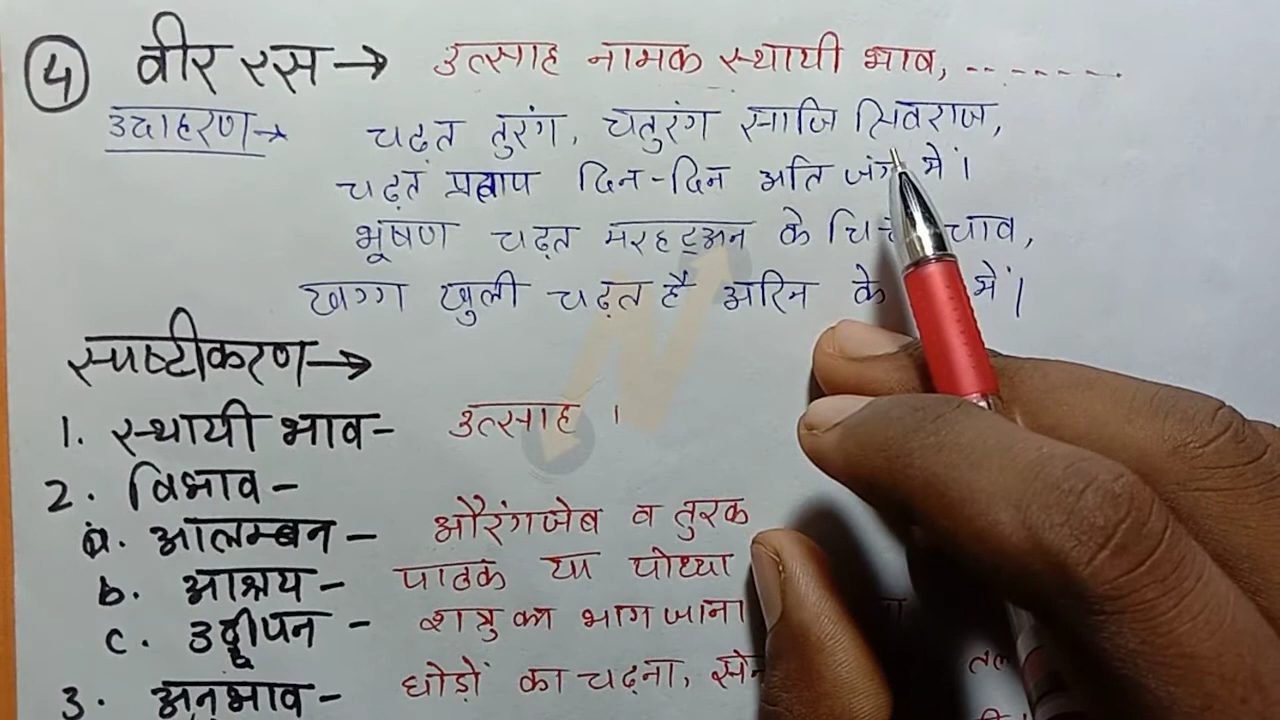 4 वीर रस → उत्साह नामक स्थायी भाव, --------
उदाहरण→ चढ़त तुरंग, चतुरंग साजि सिवराज,
चढ़त प्रताप दिन-दिन अति में।
भूषण चढ़त मरहट्अन के चाव,
खग्ग खुली चढ़त है अरिन के में।
स्पष्टीकरण →
1. स्थायी भाव- उत्साह ।
2. विभाव-
a. आलम्बन- औरंगजेब व तुरक
b. आश्रय- पाठक या योध्या
c. उद्दीपन- शत्रु का भाग जाना
3. अनुभाव- घोड़ों का चढ़ना,